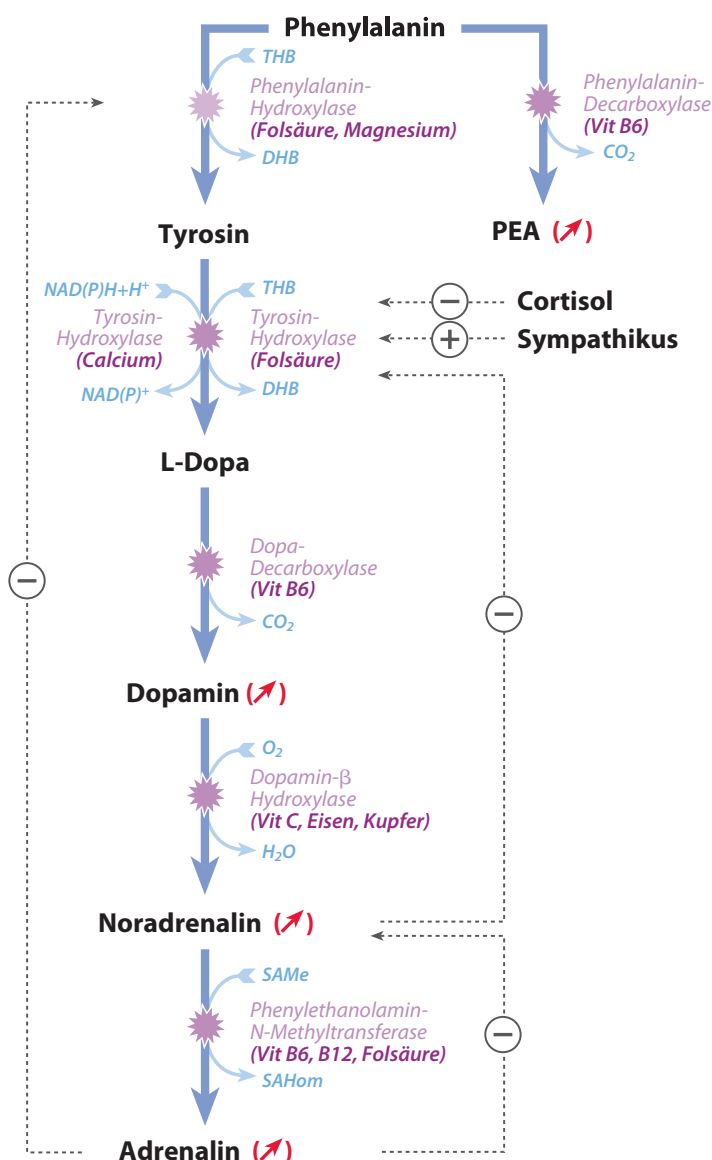 Phenylalanin
THB
Phenylalanin-
Hydroxylase
(Folsäure, Magnesium)
DHB
Phenylalanin-
Decarboxylase
(Vit B6)
CO₂
Tyrosin
PEA (↗)
NAD(P)H+H⁺
Tyrosin-
Hydroxylase
(Calcium)
NAD(P)⁺
THB
Tyrosin-
Hydroxylase
(Folsäure)
DHB
− Cortisol
+ Sympathikus
L-Dopa
Dopa-
Decarboxylase
(Vit B6)
CO₂
−
−
Dopamin (↗)
O₂
Dopamin-β
Hydroxylase
(Vit C, Eisen, Kupfer)
H₂O
Noradrenalin (↗)
SAMe
Phenylethanolamin-
N-Methyltransferase
(Vit B6, B12, Folsäure)
SAHom
−
Adrenalin (↗)